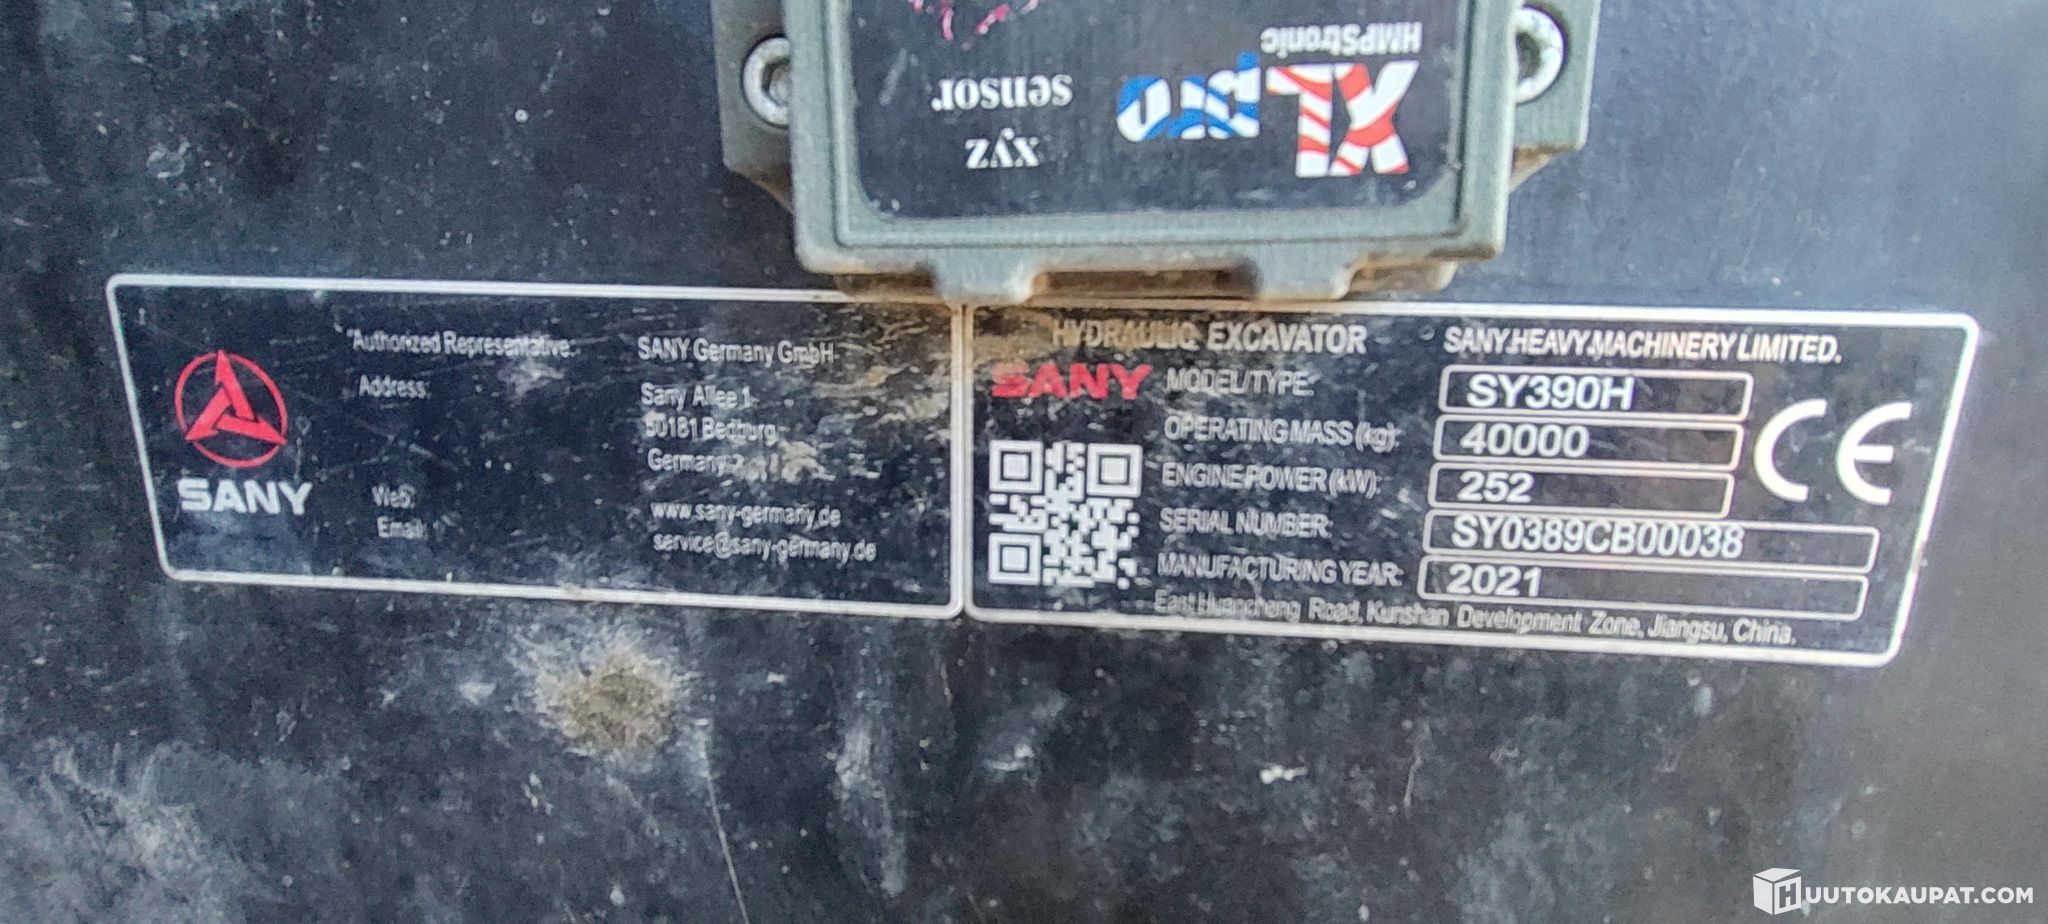 HMPStronic
XL pro
sensor
xyz
"Authorized Representative:
SANY Germany GmbH
Address:
Sany Allee 1
50181 Bedburg
Germany
Web:
www.sany-germany.de
Email:
service@sany-germany.de
SANY
HYDRAULIC EXCAVATOR
SANY HEAVY MACHINERY LIMITED.
SANY
MODEL/TYPE:
SY390H
OPERATING MASS (kg):
40000
ENGINE POWER (kW):
252
SERIAL NUMBER:
SY0389CB00038
MANUFACTURING YEAR:
2021
CE
East Huancheng Road, Kunshan Development Zone, Jiangsu, China.
HUUTOKAUPAT.COM